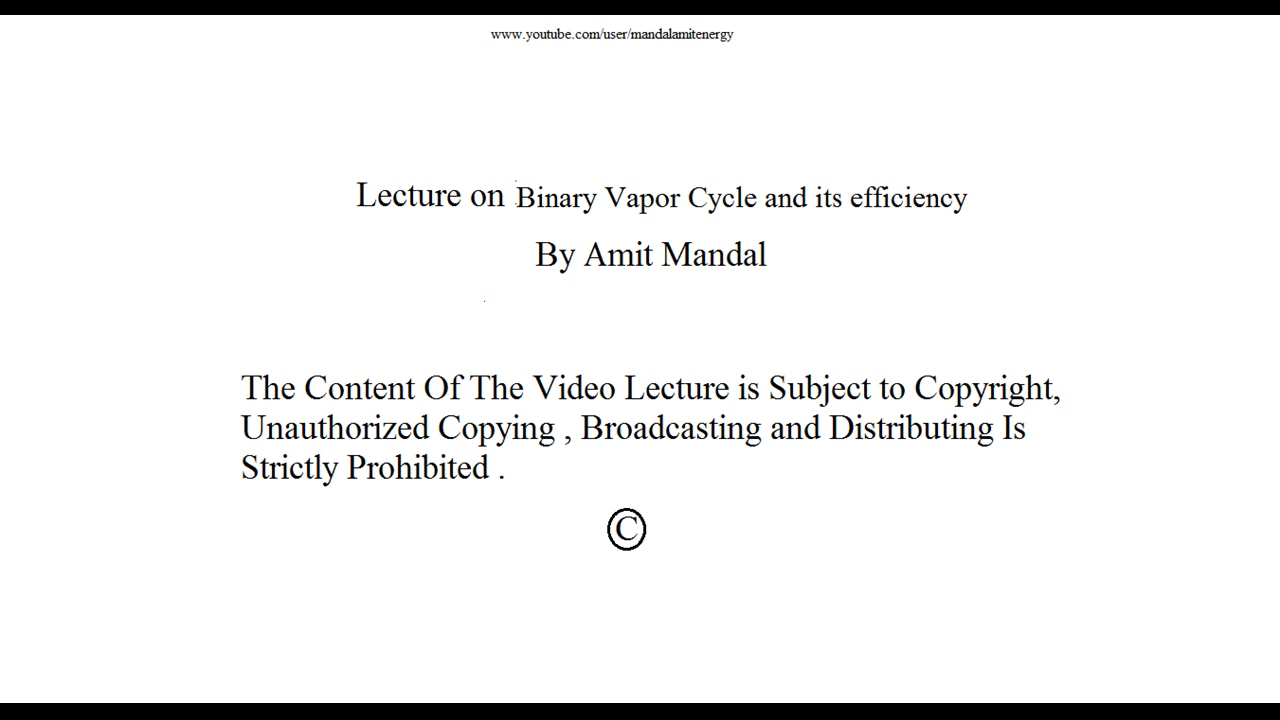 www.youtube.com/user/mandalamitenergy
Lecture on Binary Vapor Cycle and its efficiency
By Amit Mandal
The Content Of The Video Lecture is Subject to Copyright,
Unauthorized Copying , Broadcasting and Distributing Is
Strictly Prohibited .
©